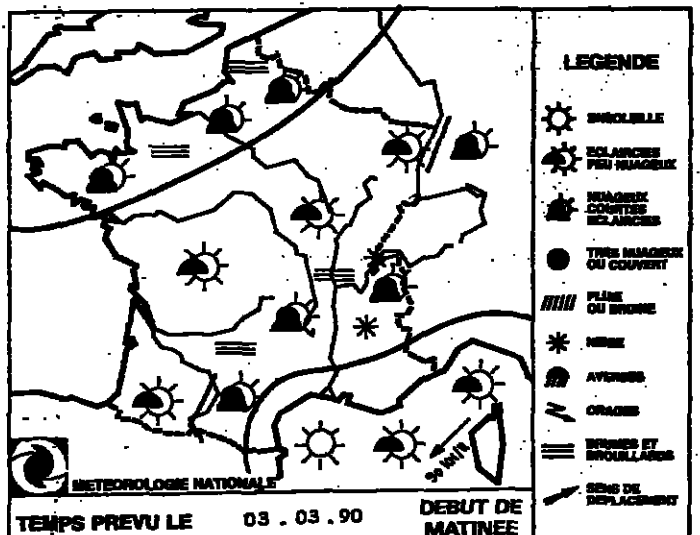 LEGENDE
ENSOLEILLE
ECLAIRCIES
PEU NUAGEUX
NUAGEUX
COURTES
ECLAIRCIES
TRES NUAGEUX
OU COUVERT
PLUIE
OU BRUINE
NEIGE
AVERSES
ORAGES
BRUMES ET
BROUILLARDS
SENS DE
DEPLACEMENT
90 km/h
METEOROLOGIE NATIONALE
TEMPS PREVU LE 03.03.90 DEBUT DE
MATINEE